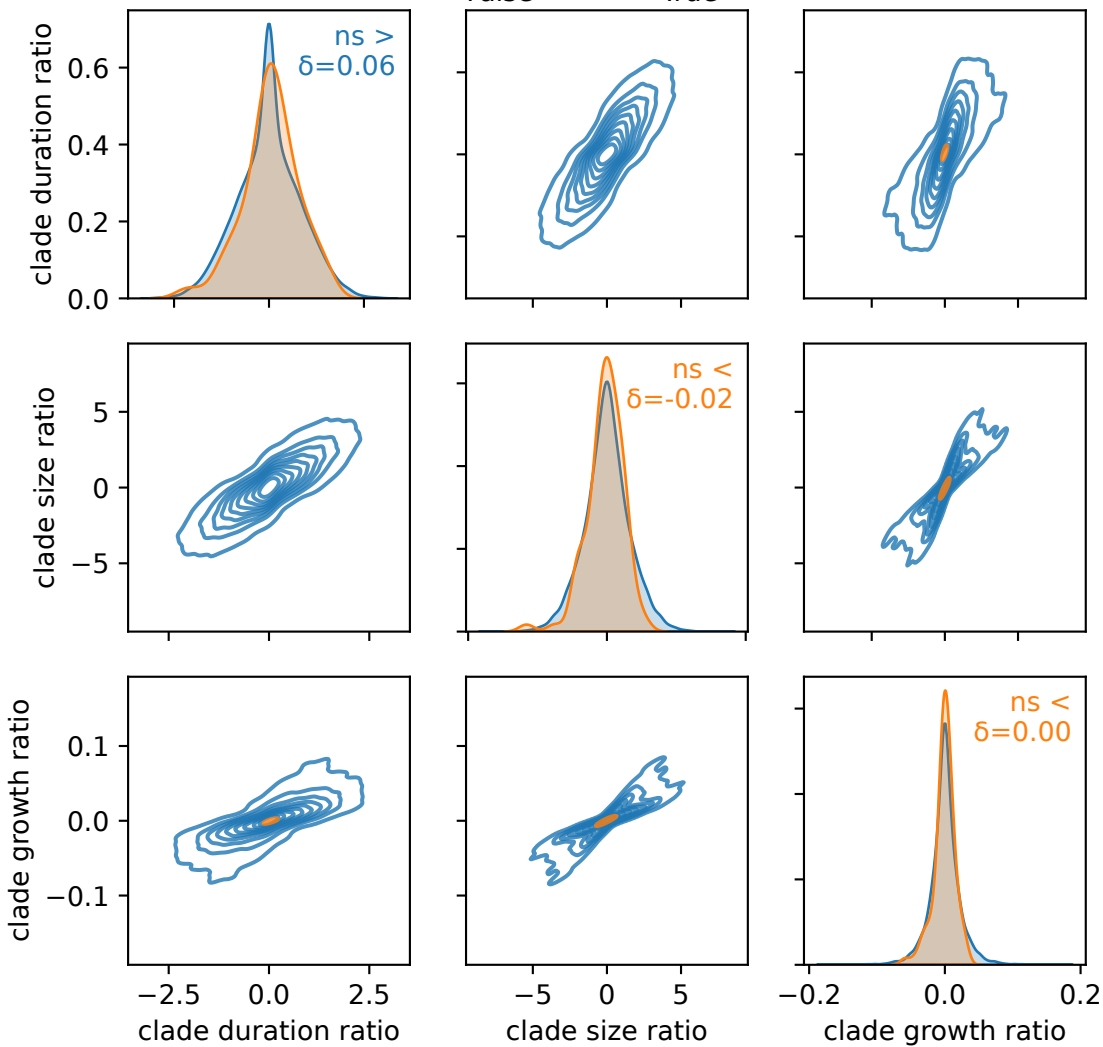 clade duration ratio
0.6
0.4
0.2
0.0
ns >
δ=0.06
clade size ratio
5
0
−5
ns <
δ=-0.02
clade growth ratio
0.1
0.0
−0.1
ns <
δ=0.00
−2.5 0.0 2.5
−5 0 5
−0.2 0.0 0.2
clade duration ratio
clade size ratio
clade growth ratio